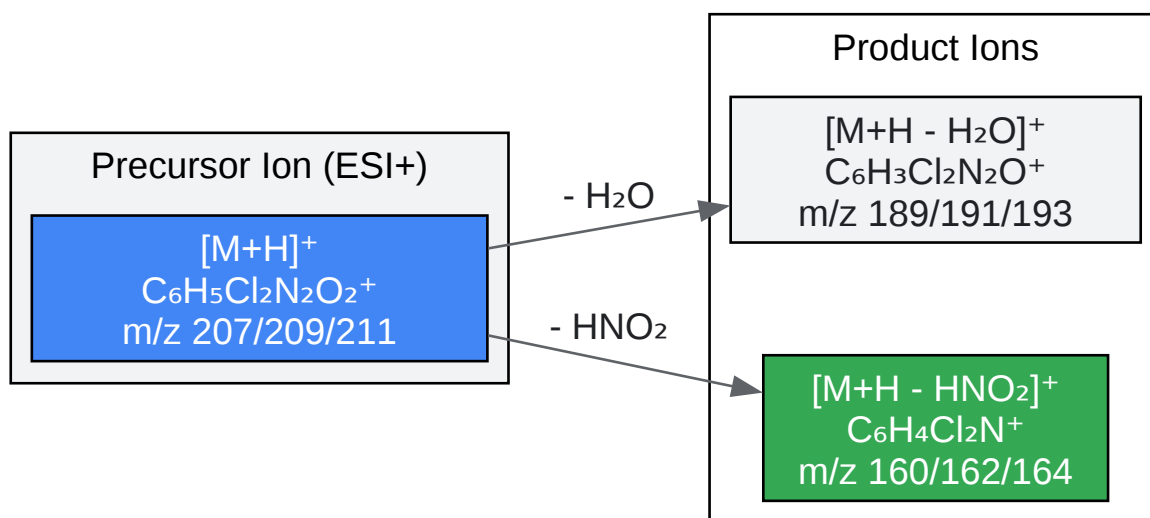 Precursor Ion (ESI+)
[M+H]⁺
C₆H₅Cl₂N₂O₂⁺
m/z 207/209/211
- H₂O
- HNO₂
Product Ions
[M+H - H₂O]⁺
C₆H₃Cl₂N₂O⁺
m/z 189/191/193
[M+H - HNO₂]⁺
C₆H₄Cl₂N⁺
m/z 160/162/164